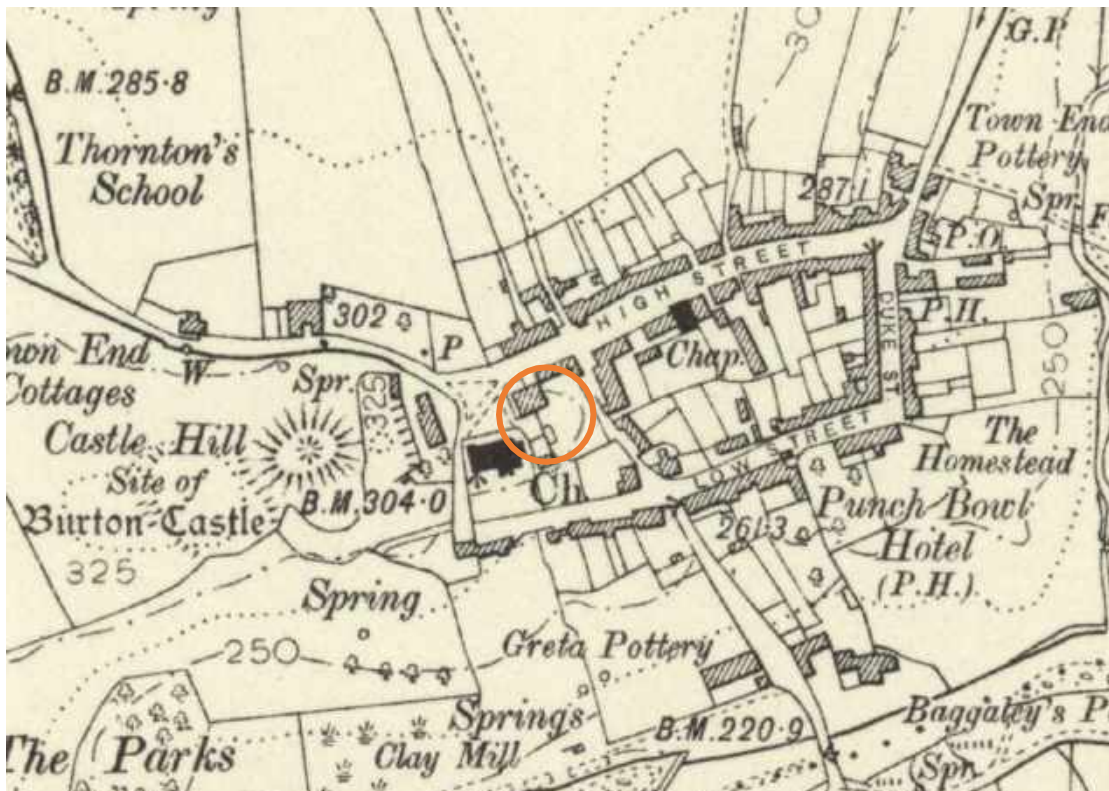 B.M.285·8
Thornton's
School
300
G.P
Town End
Pottery
Spr.
287·1
P.O.
HIGH STREET
DUKE ST
P.H.
302
P
Chap.
own End
Cottages
W
Spr.
325
250
Castle Hill
Site of
Burton-Castle
B.M.304·0
Ch.
LOW STREET
The
Homestead
Punch Bowl
Hotel
(P.H.)
261·3
325
Spring
250
Greta Pottery
Springs
Clay Mill
B.M.220·9
Baggaley's P
Spr.
The Parks